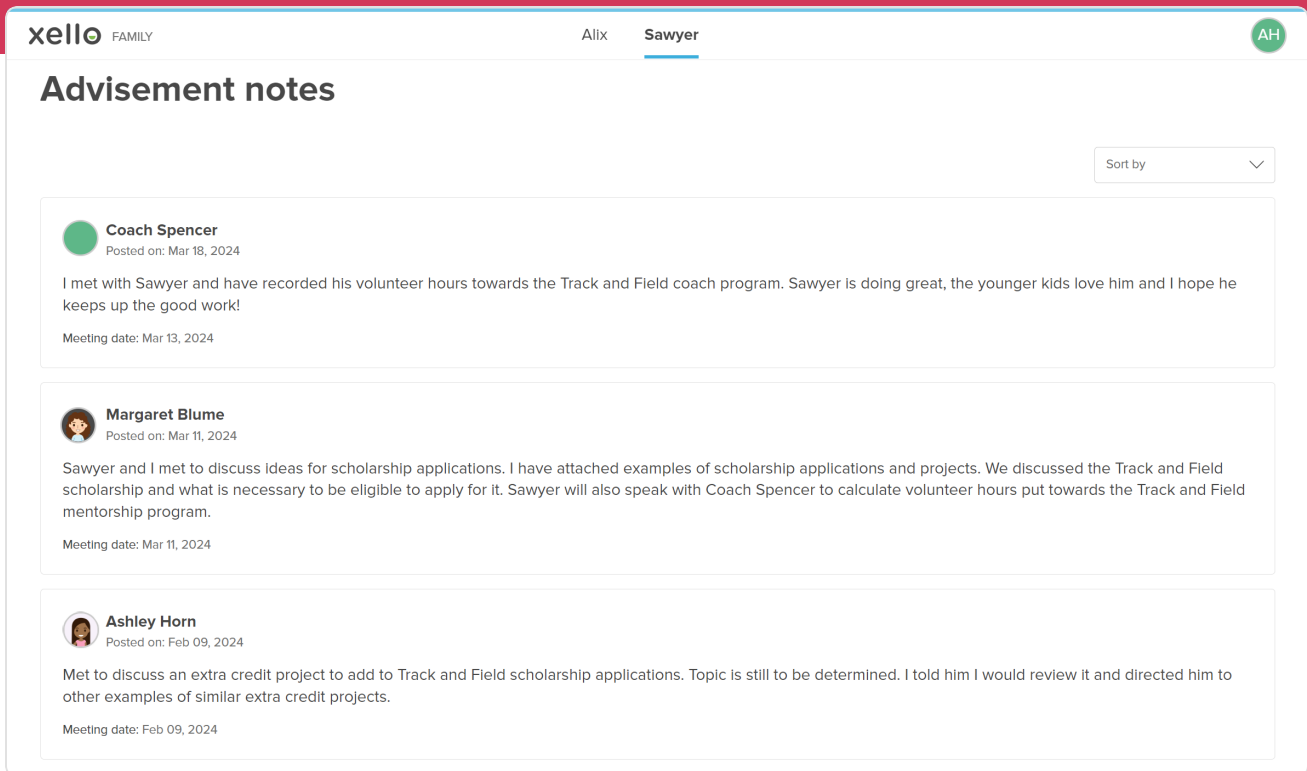 xello FAMILY
Alix
Sawyer
AH
Advisement notes
Sort by
Coach Spencer
Posted on: Mar 18, 2024
I met with Sawyer and have recorded his volunteer hours towards the Track and Field coach program. Sawyer is doing great, the younger kids love him and I hope he
keeps up the good work!
Meeting date: Mar 13, 2024
Margaret Blume
Posted on: Mar 11, 2024
Sawyer and I met to discuss ideas for scholarship applications. I have attached examples of scholarship applications and projects. We discussed the Track and Field
scholarship and what is necessary to be eligible to apply for it. Sawyer will also speak with Coach Spencer to calculate volunteer hours put towards the Track and Field
mentorship program.
Meeting date: Mar 11, 2024
Ashley Horn
Posted on: Feb 09, 2024
Met to discuss an extra credit project to add to Track and Field scholarship applications. Topic is still to be determined. I told him I would review it and directed him to
other examples of similar extra credit projects.
Meeting date: Feb 09, 2024